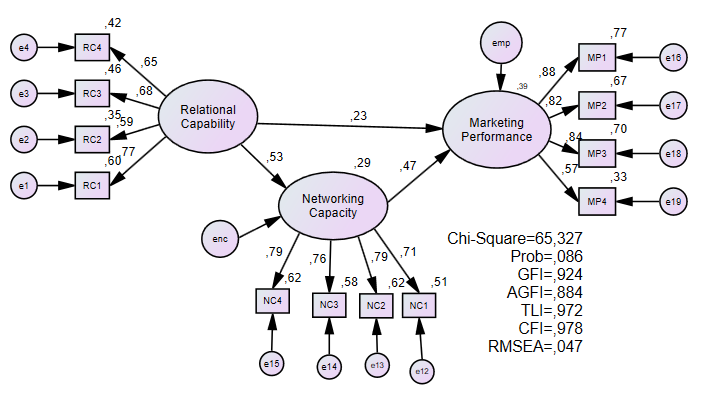 ,42
e4
RC4
,65
,46
e3
RC3
,68
,35
e2
RC2
,59
,60
e1
RC1
,77
Relational
Capability
,23
,53
,29
Networking
Capacity
,47
enc
emp
,39
Marketing
Performance
,77
,88
MP1
e16
,67
,82
MP2
e17
,70
,84
MP3
e18
,33
,57
MP4
e19
,79
,76
,79
,71
,62
,58
,62
,51
NC4
NC3
NC2
NC1
e15
e14
e13
e12
Chi-Square=65,327
Prob=,086
GFI=,924
AGFI=,884
TLI=,972
CFI=,978
RMSEA=,047